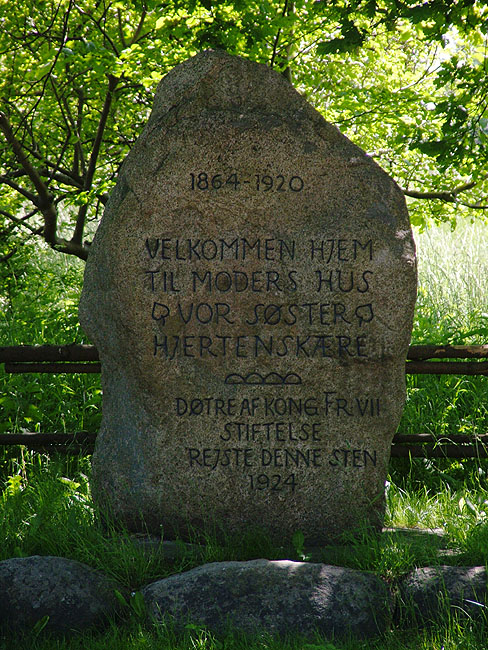 1864-1920
VELKOMMEN HJEM
TIL MODERS HUS
VOR SØSTER
HJERTENSKÆRE
DØTRE AF KONG FR. VII
STIFTELSE
REJSTE DENNE STEN
1924